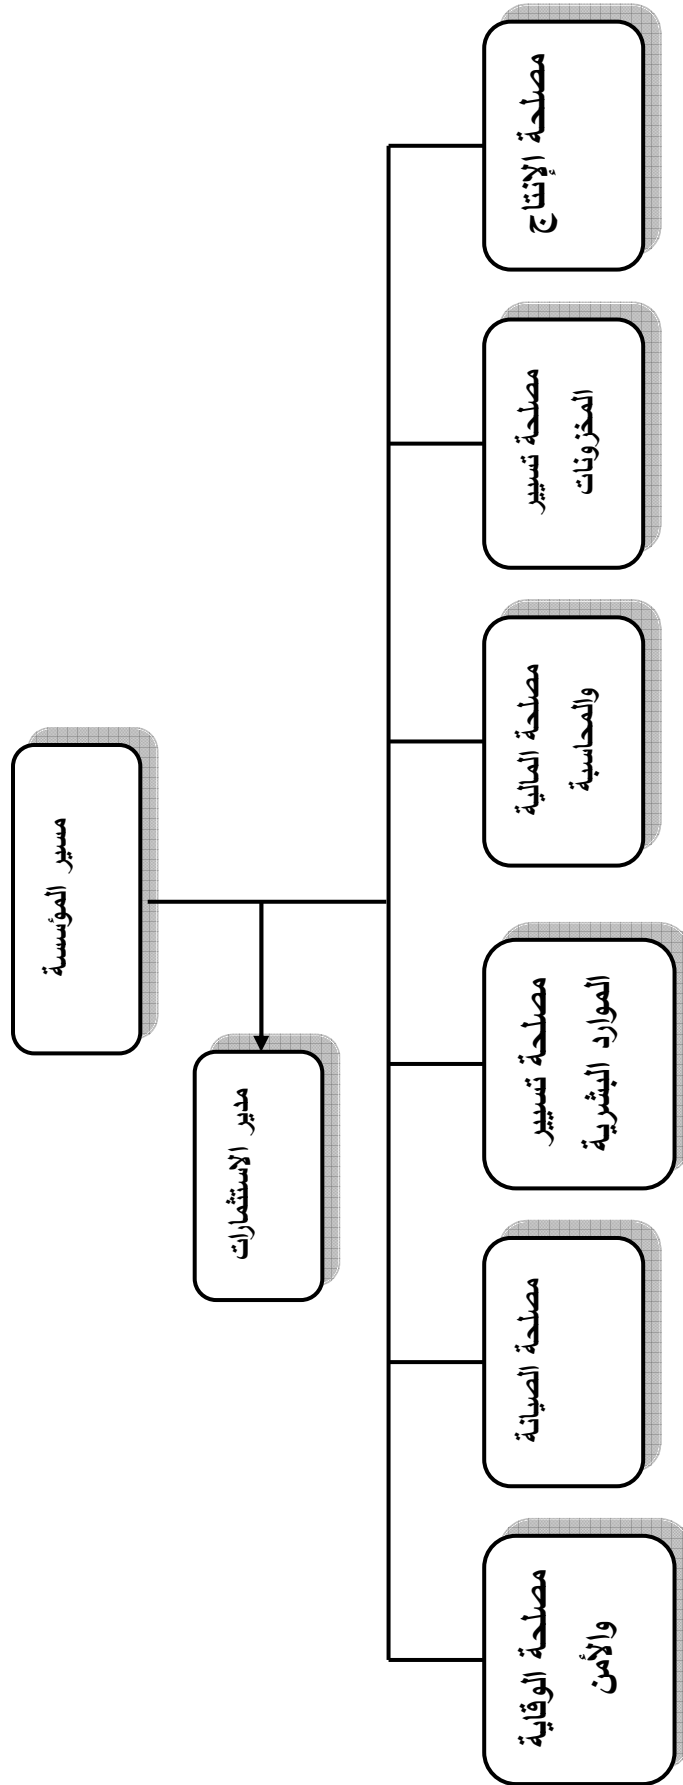 مسير المؤسسة
مدير الاستثمارات
مصلحة الإنتاج
مصلحة تسيير
المخزونات
مصلحة المالية
والمحاسبة
مصلحة تسيير
الموارد البشرية
مصلحة الصيانة
مصلحة الوقاية
والأمن